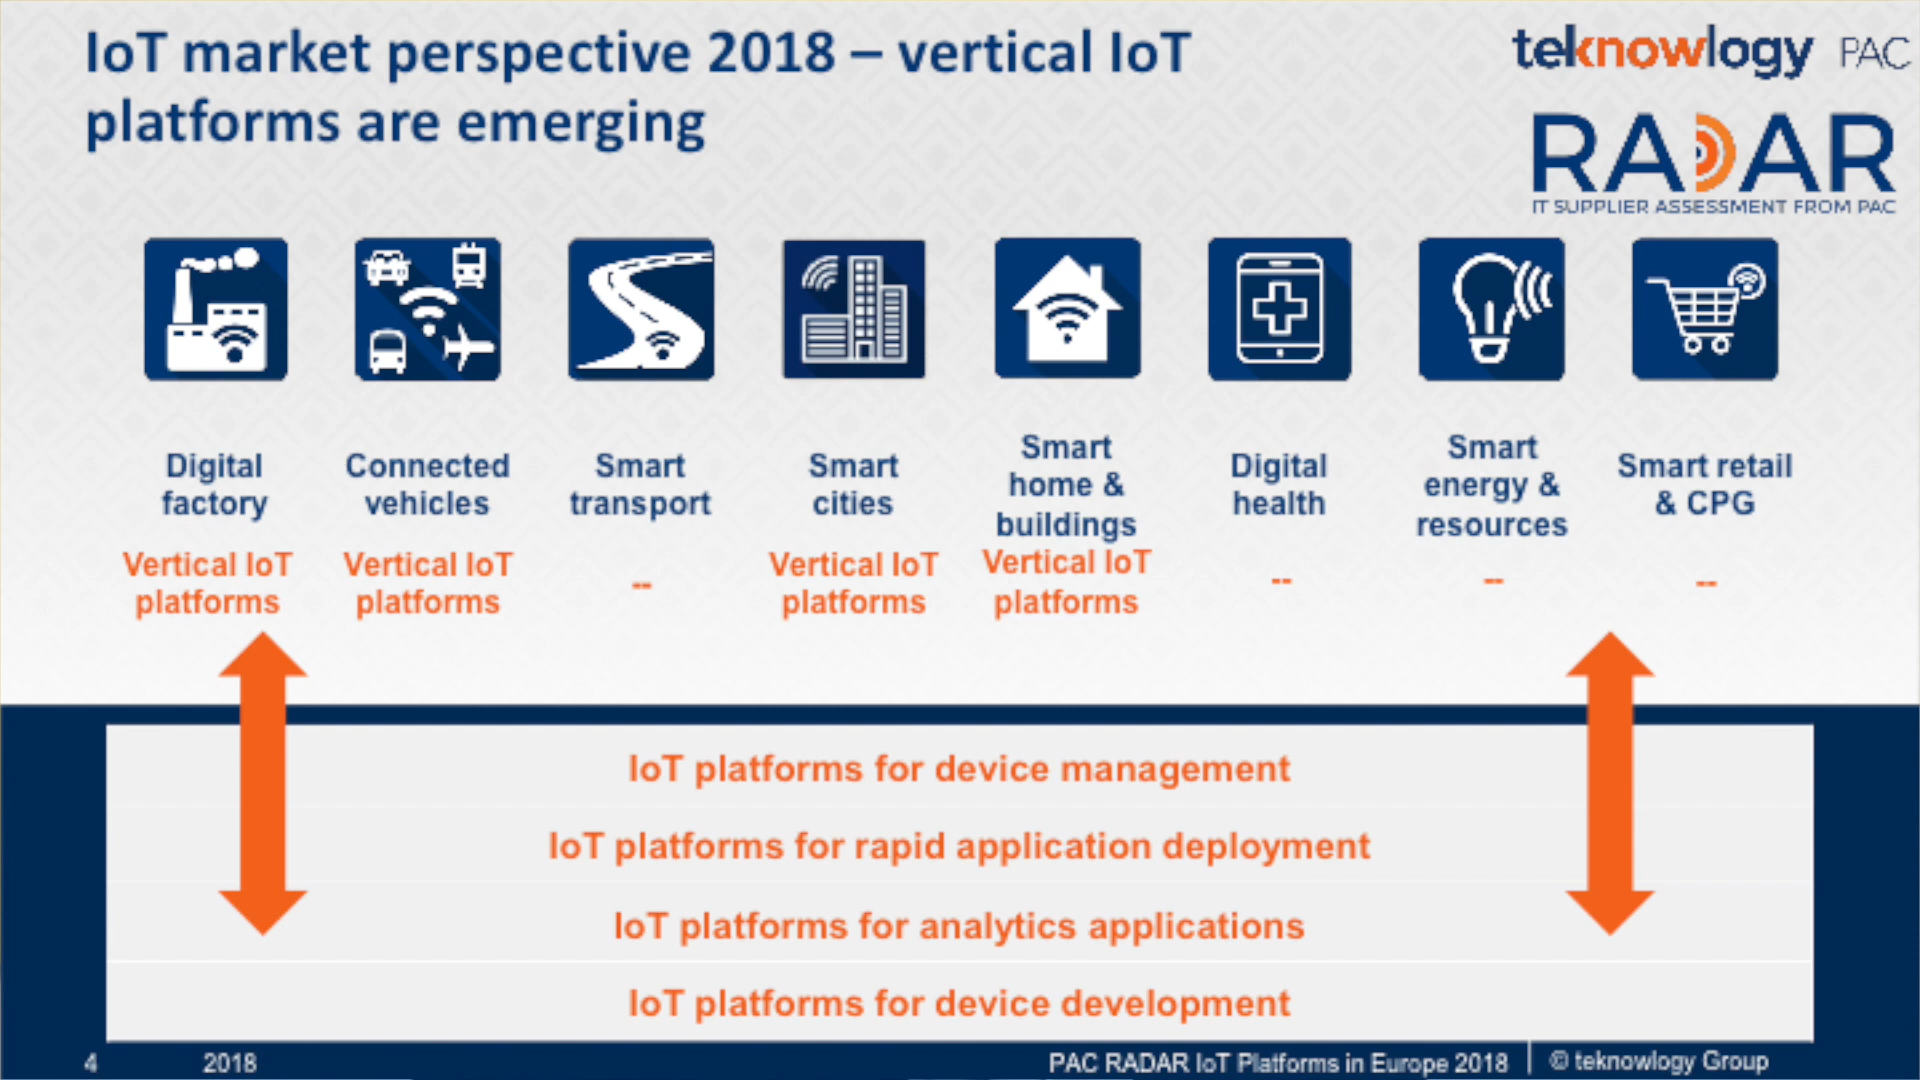 IoT market perspective 2018 – vertical IoT
platforms are emerging
teknowlogy PAC
RADAR
IT SUPPLIER ASSESSMENT FROM PAC
Digital
factory
Vertical IoT
platforms
Connected
vehicles
Vertical IoT
platforms
Smart
transport
--
Smart
cities
Vertical IoT
platforms
Smart
home &
buildings
Vertical IoT
platforms
Digital
health
--
Smart
energy &
resources
--
Smart retail
& CPG
--
IoT platforms for device management
IoT platforms for rapid application deployment
IoT platforms for analytics applications
IoT platforms for device development
4 2018 PAC RADAR IoT Platforms in Europe 2018 | © teknowlogy Group